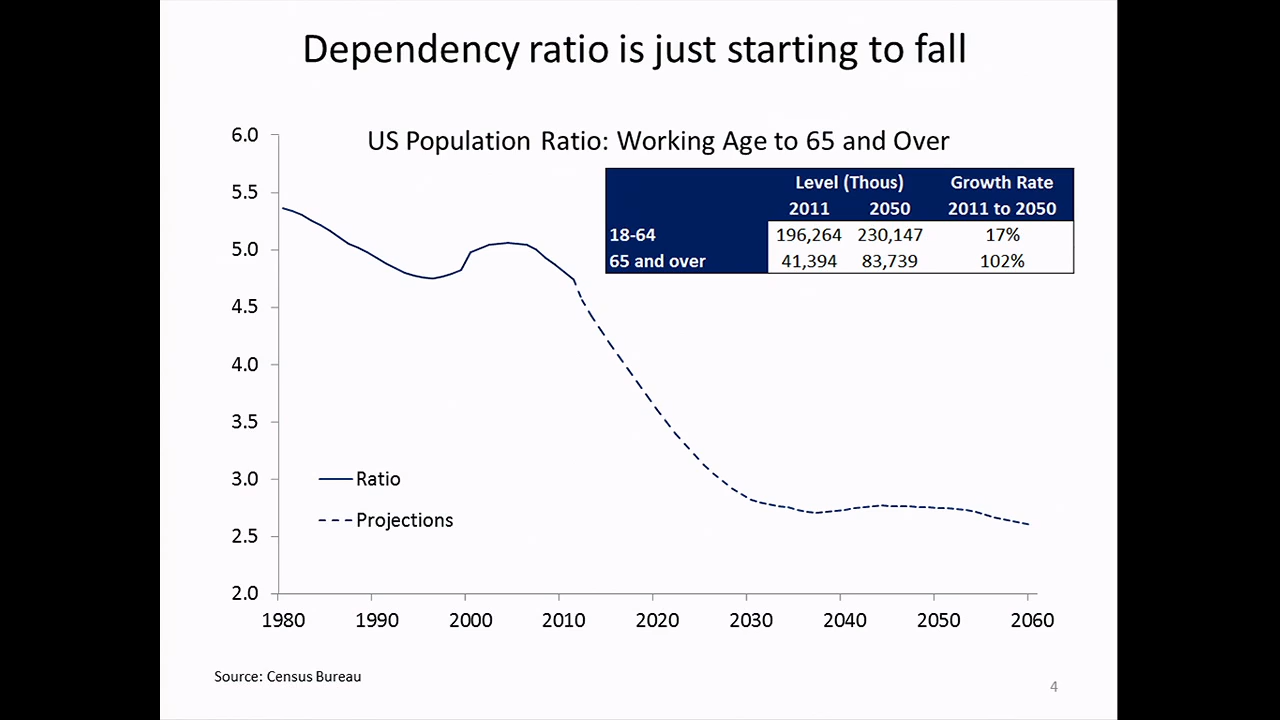 Dependency ratio is just starting to fall
US Population Ratio: Working Age to 65 and Over
Level (Thous) Growth Rate
2011 2050 2011 to 2050
18-64 196,264 230,147 17%
65 and over 41,394 83,739 102%
6.0
5.5
5.0
4.5
4.0
3.5
3.0
2.5
2.0
Ratio
Projections
1980 1990 2000 2010 2020 2030 2040 2050 2060
Source: Census Bureau
4